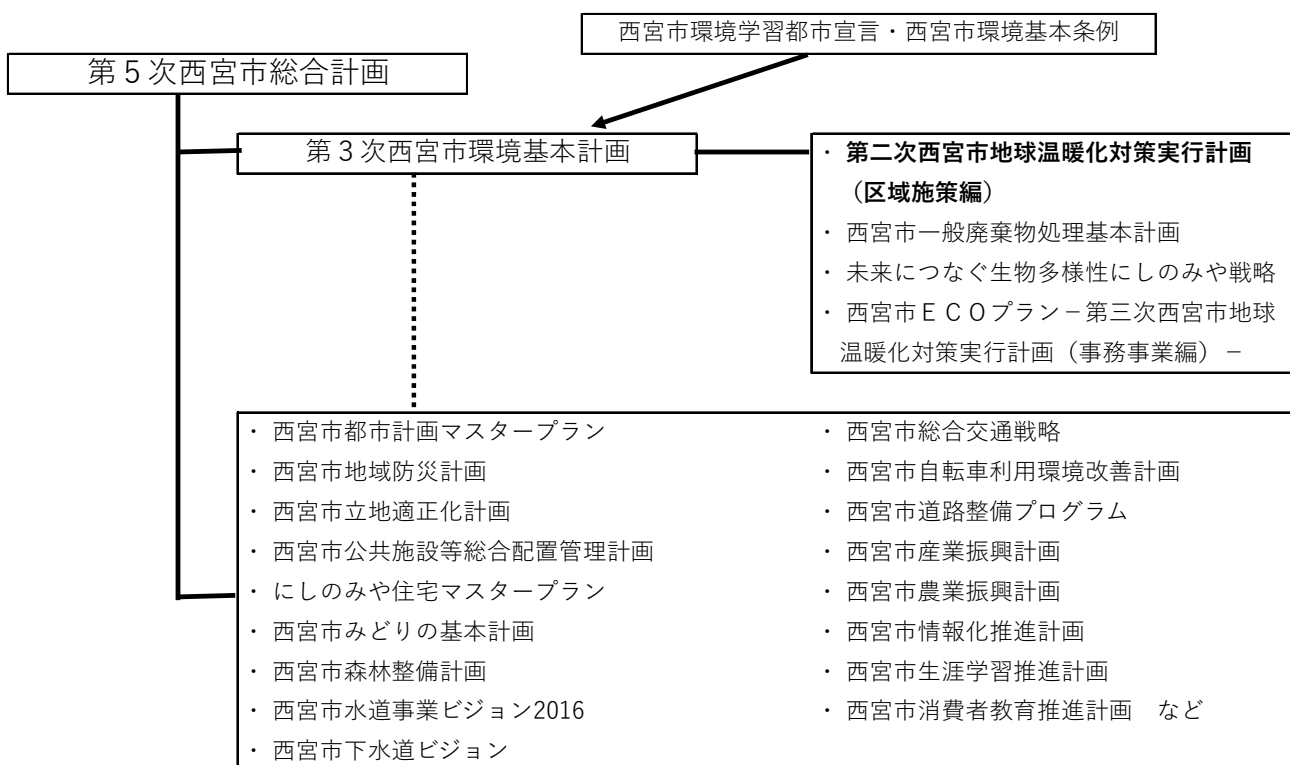 西宮市環境学習都市宣言・西宮市環境基本条例
第５次西宮市総合計画
第３次西宮市環境基本計画
・ 第二次西宮市地球温暖化対策実行計画
（区域施策編）
・ 西宮市一般廃棄物処理基本計画
・ 未来につなぐ生物多様性にしのみや戦略
・ 西宮市ＥＣＯプラン－第三次西宮市地球
温暖化対策実行計画（事務事業編）－
・ 西宮市都市計画マスタープラン
・ 西宮市地域防災計画
・ 西宮市立地適正化計画
・ 西宮市公共施設等総合配置管理計画
・ にしのみや住宅マスタープラン
・ 西宮市みどりの基本計画
・ 西宮市森林整備計画
・ 西宮市水道事業ビジョン2016
・ 西宮市下水道ビジョン
・ 西宮市総合交通戦略
・ 西宮市自転車利用環境改善計画
・ 西宮市道路整備プログラム
・ 西宮市産業振興計画
・ 西宮市農業振興計画
・ 西宮市情報化推進計画
・ 西宮市生涯学習推進計画
・ 西宮市消費者教育推進計画　など